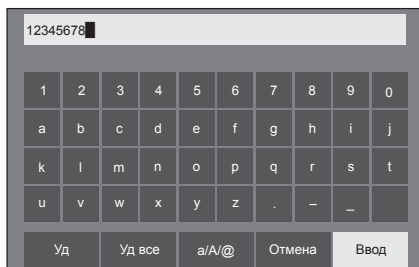 12345678
1 2 3 4 5 6 7 8 9 0
a b c d e f g h i j
k l m n o p q r s t
u v w x y z . – _
Уд Уд все a/A/@ Отмена Ввод